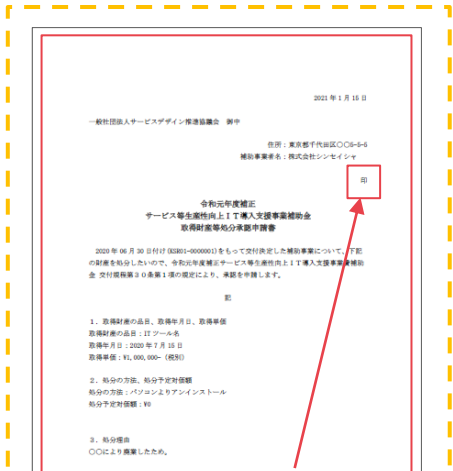 2021 年 1 月 15 日
一般社団法人サービスデザイン推進協議会　御中
住所：東京都千代田区〇〇5-5-5
補助事業者名：株式会社シンセイシャ
印
令和元年度補正
サービス等生産性向上ＩＴ導入支援事業補助金
取得財産等処分承認申請書
2020 年 06 月 30 日付け(KSR01-0000001)をもって交付決定した補助事業について、下記
の財産を処分したいので、令和元年度補正サービス等生産性向上ＩＴ導入支援事業費補助
金 交付規程第３０条第１項の規定により、承認を申請します。
記
１．取得財産の品目、取得年月日、取得単価
取得財産の品目：IT ツール名
取得年月日：2020 年 7 月 15 日
取得単価：¥1,000,000-（税別）
２．処分の方法、処分予定対価額
処分の方法：パソコンよりアンインストール
処分予定対価額：¥0
３．処分理由
〇〇により廃業したため。